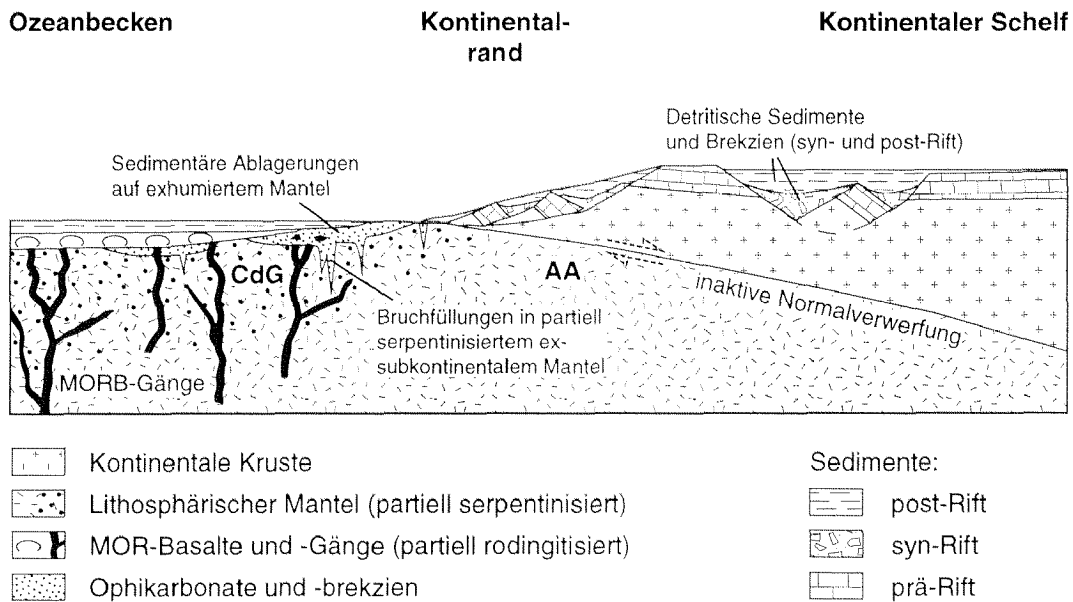 Ozeanbecken
Kontinental-
rand
Kontinentaler Schelf
Detritische Sedimente
und Brekzien (syn- und post-Rift)
Sedimentäre Ablagerungen
auf exhumiertem Mantel
CdG
AA
inaktive Normalverwerfung
Bruchfüllungen in partiell
serpentinisiertem ex-
subkontinentalem Mantel
MORB-Gänge
Kontinentale Kruste
Lithosphärischer Mantel (partiell serpentinisiert)
MOR-Basalte und -Gänge (partiell rodingitisiert)
Ophikarbonate und -brekzien
Sedimente:
post-Rift
syn-Rift
prä-Rift